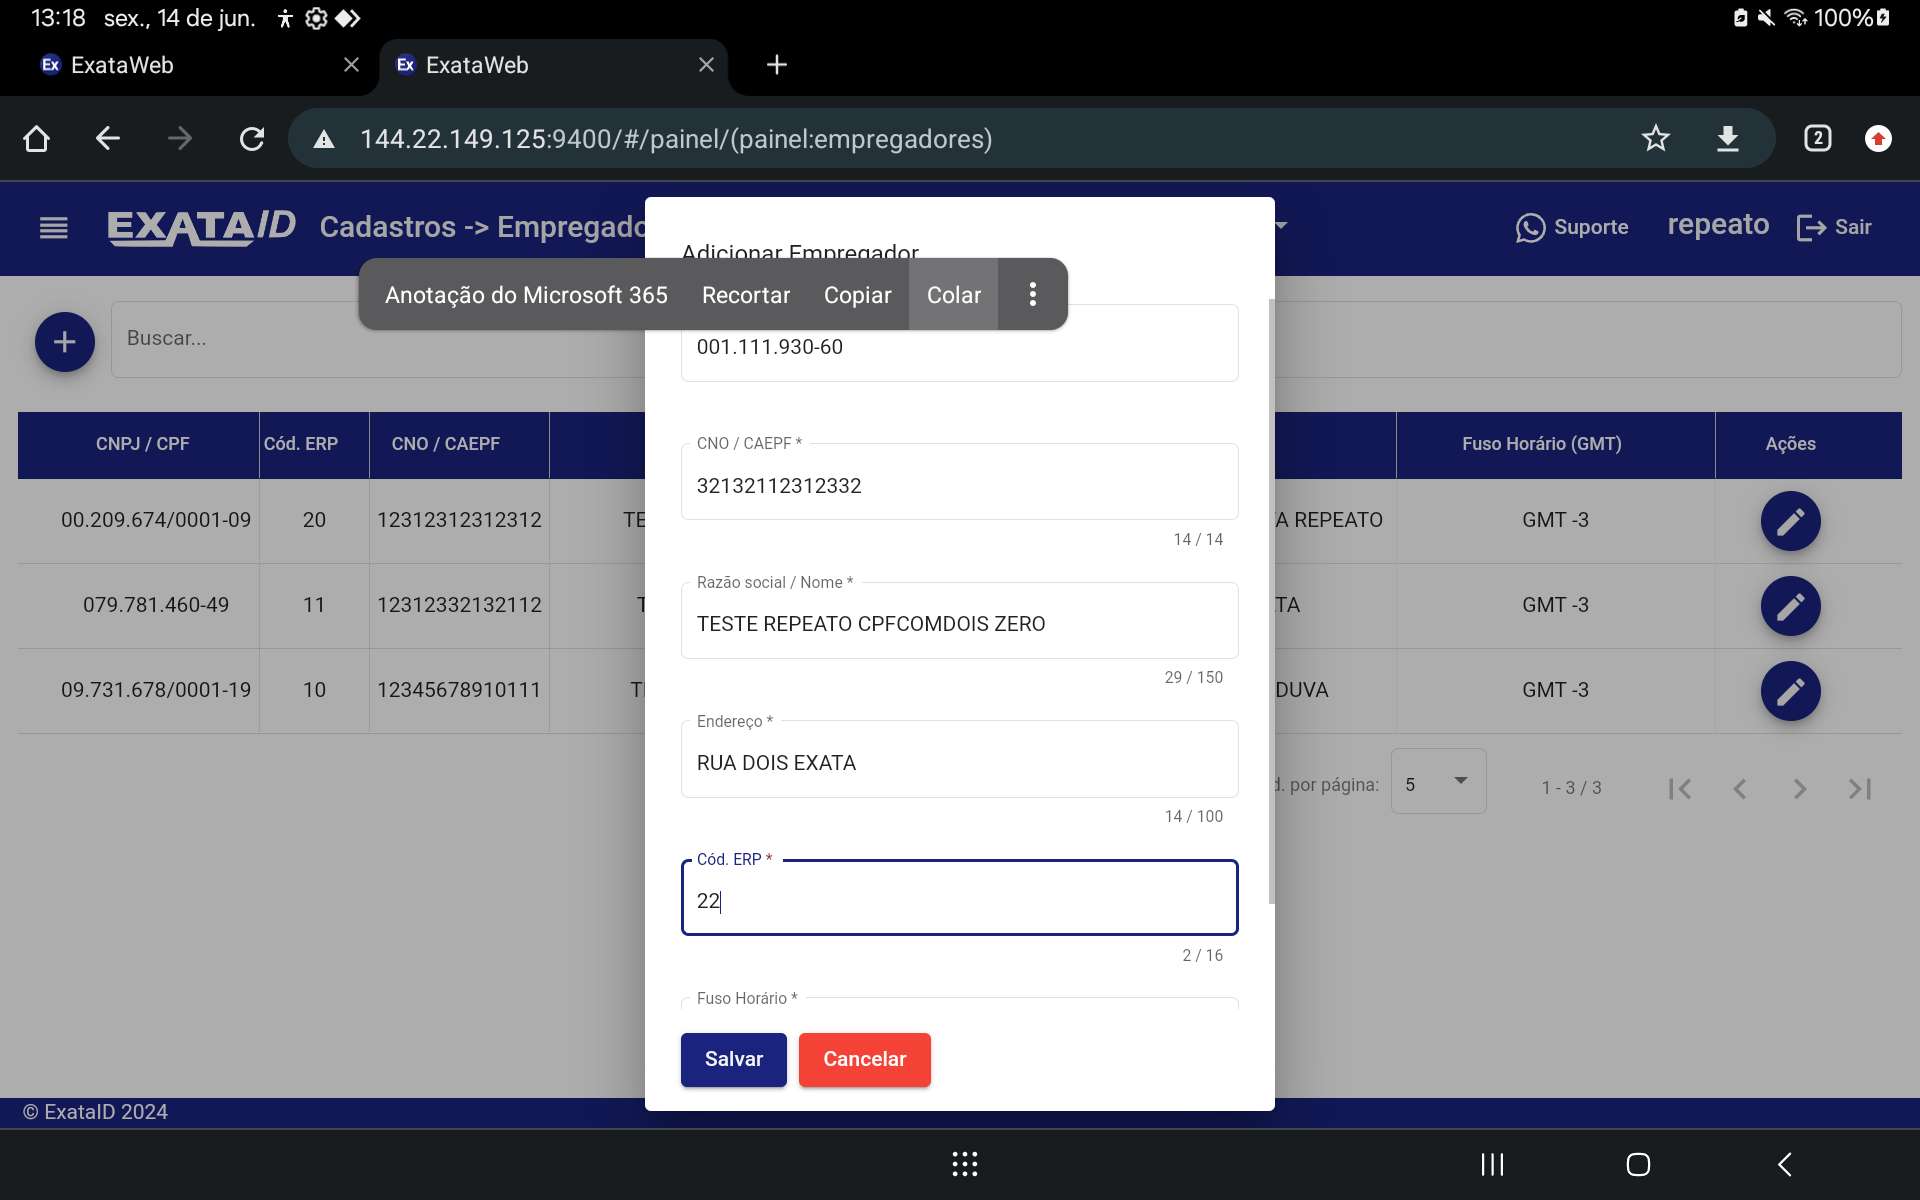 13:18 sex., 14 de jun. 100%
Ex ExataWeb Ex ExataWeb
144.22.149.125:9400/#/painel/(painel:empregadores) 2
EXATAID Cadastros -> Empregado Suporte repeato Sair
Adicionar Empregador
Anotação do Microsoft 365 Recortar Copiar Colar
Buscar...
001.111.930-60
CNPJ / CPF Cód. ERP CNO / CAEPF Fuso Horário (GMT) Ações
CNO / CAEPF *
32132112312332
14 / 14
00.209.674/0001-09 20 12312312312312 TE A REPEATO GMT -3
Razão social / Nome *
TESTE REPEATO CPFCOMDOIS ZERO
29 / 150
079.781.460-49 11 12312332132112 T TA GMT -3
09.731.678/0001-19 10 12345678910111 TI DUVA GMT -3
Endereço *
RUA DOIS EXATA
14 / 100
d. por página: 5 1 - 3 / 3
Cód. ERP *
22
2 / 16
Fuso Horário *
Salvar Cancelar
© ExataID 2024